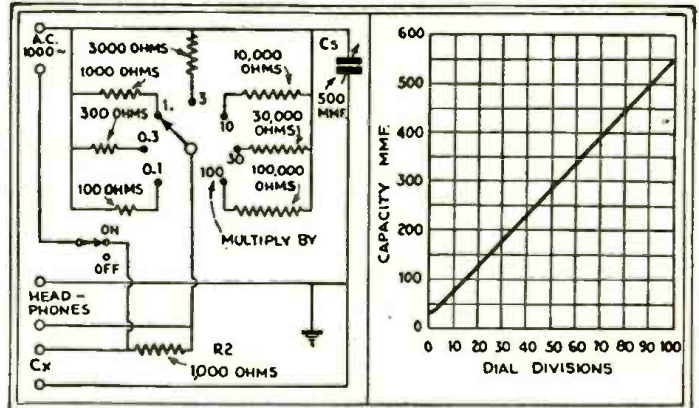 A.C.
1000~
3000 OHMS
1000 OHMS
300 OHMS
100 OHMS
1.
3
0.3
0.1
10
30
100
10,000
OHMS
30,000
OHMS
100,000
OHMS
MULTIPLY BY
Cs
500
MMF.
ON
OFF
HEAD-
PHONES
Cx
R2
1,000 OHMS
CAPACITY MMF.
600
500
400
300
200
100
0
0 10 20 30 40 50 60 70 80 90 100
DIAL DIVISIONS